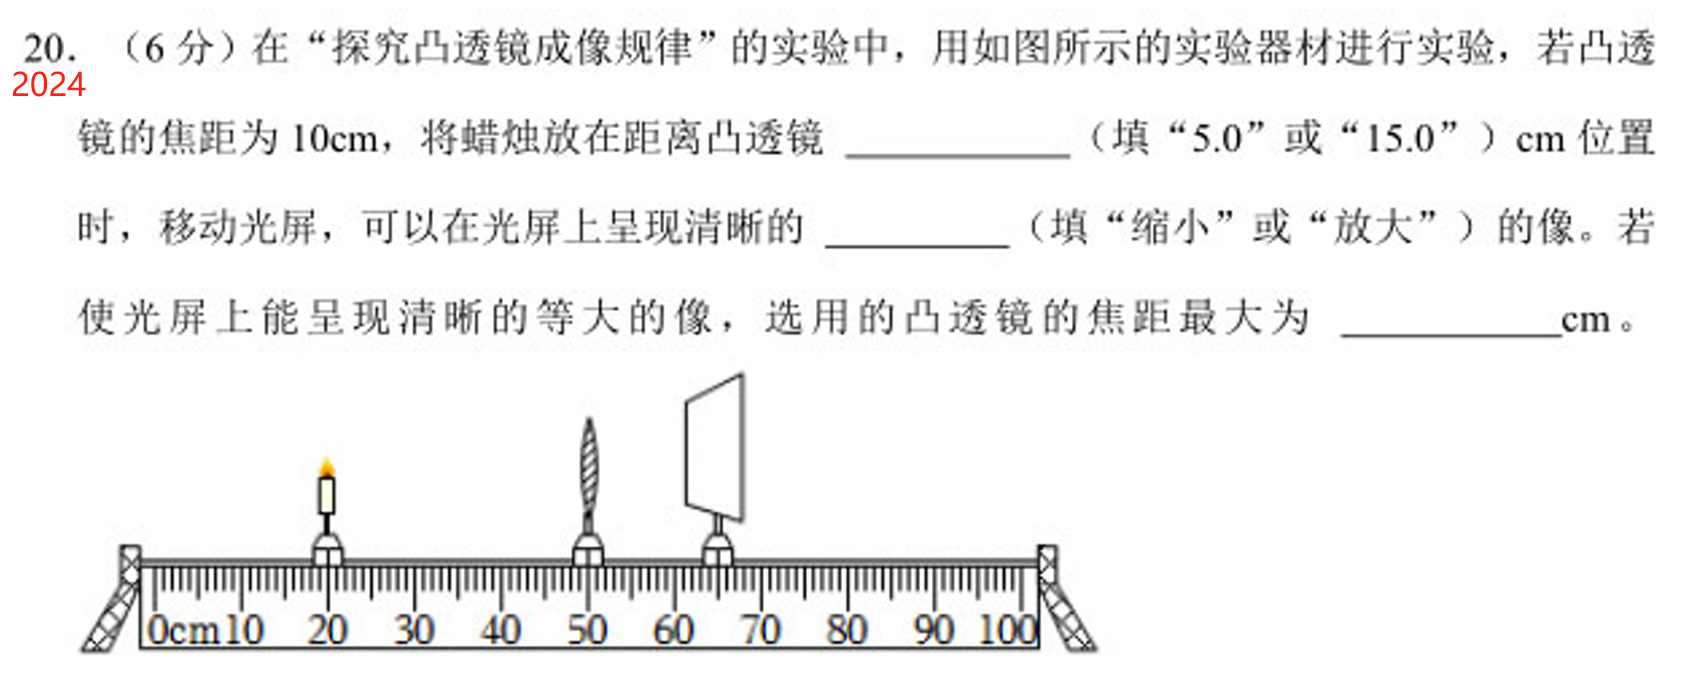 20. （6 分）在“探究凸透镜成像规律”的实验中，用如图所示的实验器材进行实验，若凸透
2024
镜的焦距为 10cm，将蜡烛放在距离凸透镜 ________（填“5.0”或“15.0”）cm 位置
时，移动光屏，可以在光屏上呈现清晰的 ________（填“缩小”或“放大”）的像。若
使光屏上能呈现清晰的等大的像，选用的凸透镜的焦距最大为 ________cm。
0cm 10 20 30 40 50 60 70 80 90 100